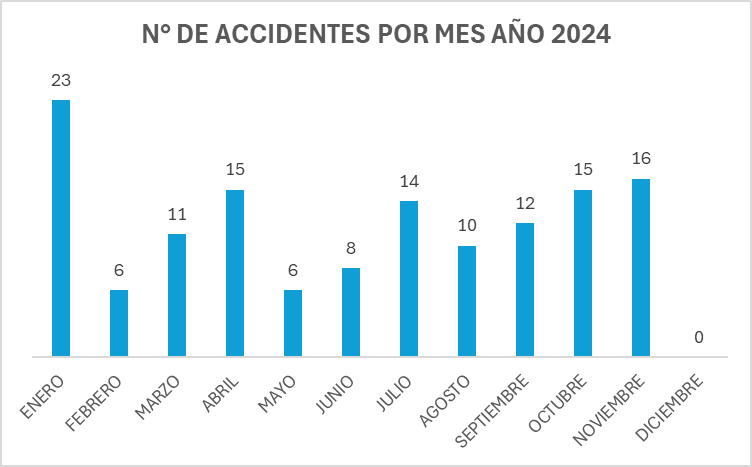 N° DE ACCIDENTES POR MES AÑO 2024
23
6
11
15
6
8
14
10
12
15
16
0
ENERO
FEBRERO
MARZO
ABRIL
MAYO
JUNIO
JULIO
AGOSTO
SEPTIEMBRE
OCTUBRE
NOVIEMBRE
DICIEMBRE